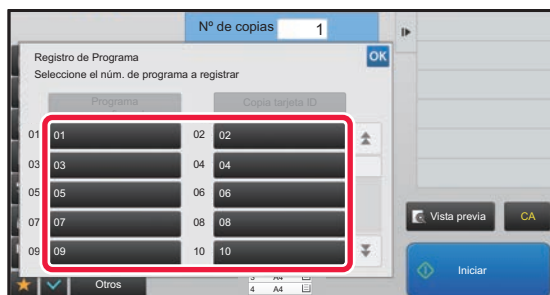 Nº de copias 1
Registro de Programa OK
Seleccione el núm. de programa a registrar
Programa Copia tarjeta ID
01 01 02 02
03 03 04 04
05 05 06 06
07 07 08 08
09 09 10 10
Vista previa CA
Iniciar
Otros
3 A4
4 A4